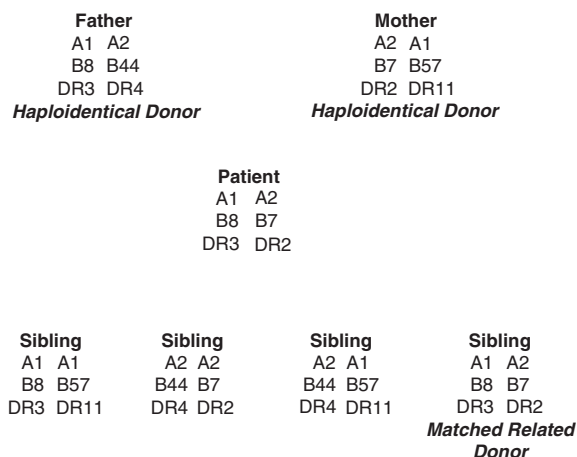 Father
A1 A2
B8 B44
DR3 DR4
Haploidentical Donor
Mother
A2 A1
B7 B57
DR2 DR11
Haploidentical Donor
Patient
A1 A2
B8 B7
DR3 DR2
Sibling
A1 A1
B8 B57
DR3 DR11
Sibling
A2 A2
B44 B7
DR4 DR2
Sibling
A2 A1
B44 B57
DR4 DR11
Sibling
A1 A2
B8 B7
DR3 DR2
Matched Related
Donor